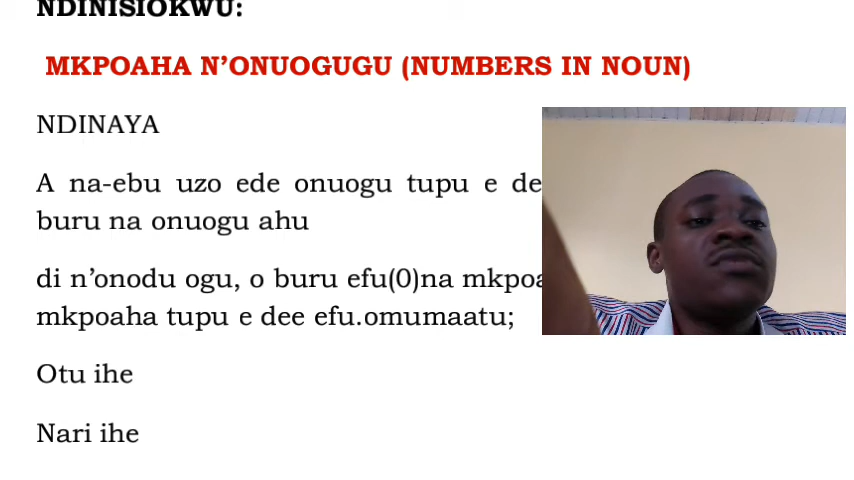 NDINISIOKWU:
MKPOAHA N’ONUOGUGU (NUMBERS IN NOUN)
NDINAYA
A na-ebu uzo ede onuogu tupu e de
buru na onuogu ahu
di n’onodu ogu, o buru efu(0)na
mkpoaha tupu e dee efu.omumaatu;
Otu ihe
Nari ihe